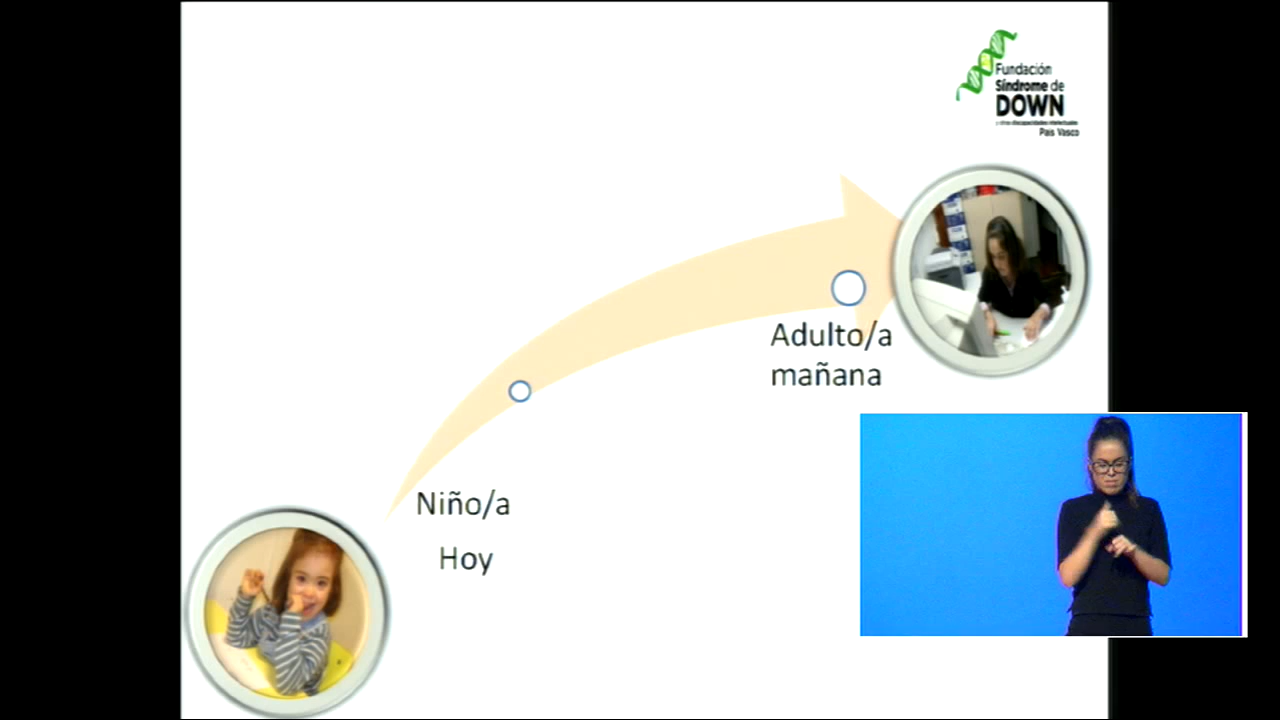 Fundación
Síndrome de
DOWN
y otras discapacidades intelectuales
País Vasco
Adulto/a
mañana
Niño/a
Hoy